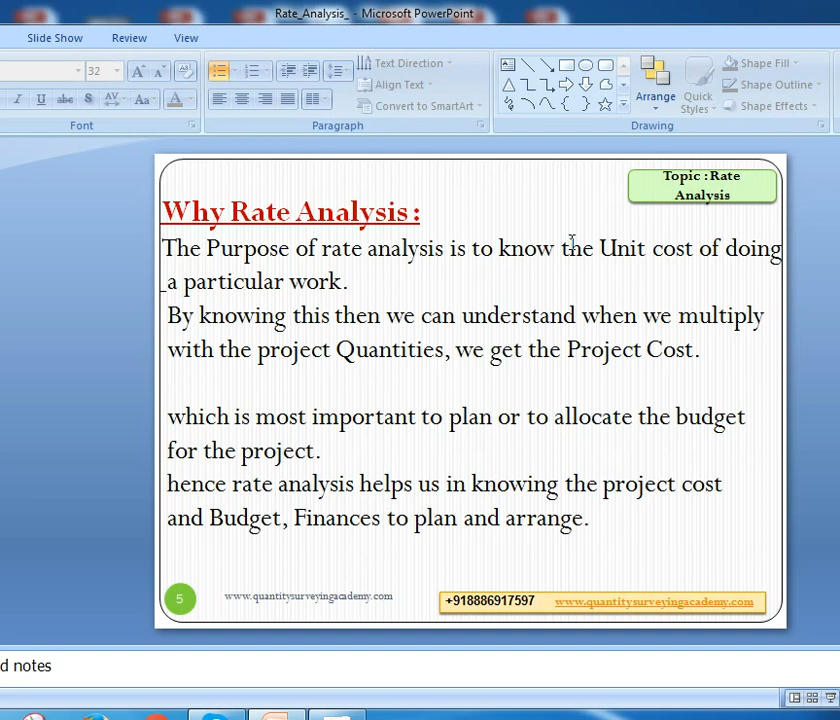 Rate_Analysis_ - Microsoft PowerPoint
Slide Show Review View
32 A A Text Direction
I U abc AV Aa A Align Text
Convert to SmartArt
Arrange Quick Styles
Shape Fill
Shape Outline
Shape Effects
Font Paragraph Drawing
Topic :Rate
Analysis
Why Rate Analysis :
The Purpose of rate analysis is to know the Unit cost of doing
a particular work.
By knowing this then we can understand when we multiply
with the project Quantities, we get the Project Cost.
which is most important to plan or to allocate the budget
for the project.
hence rate analysis helps us in knowing the project cost
and Budget, Finances to plan and arrange.
5 www.quantitysurveyingacademy.com +918886917597 www.quantitysurveyingacademy.com
d notes